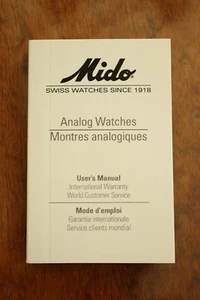 Mido
SWISS WATCHES SINCE 1918
Analog Watches
Montres analogiques
User's Manual
International Warranty
World Customer Service
Mode d'emploi
Garantie internationale
Service clients mondial